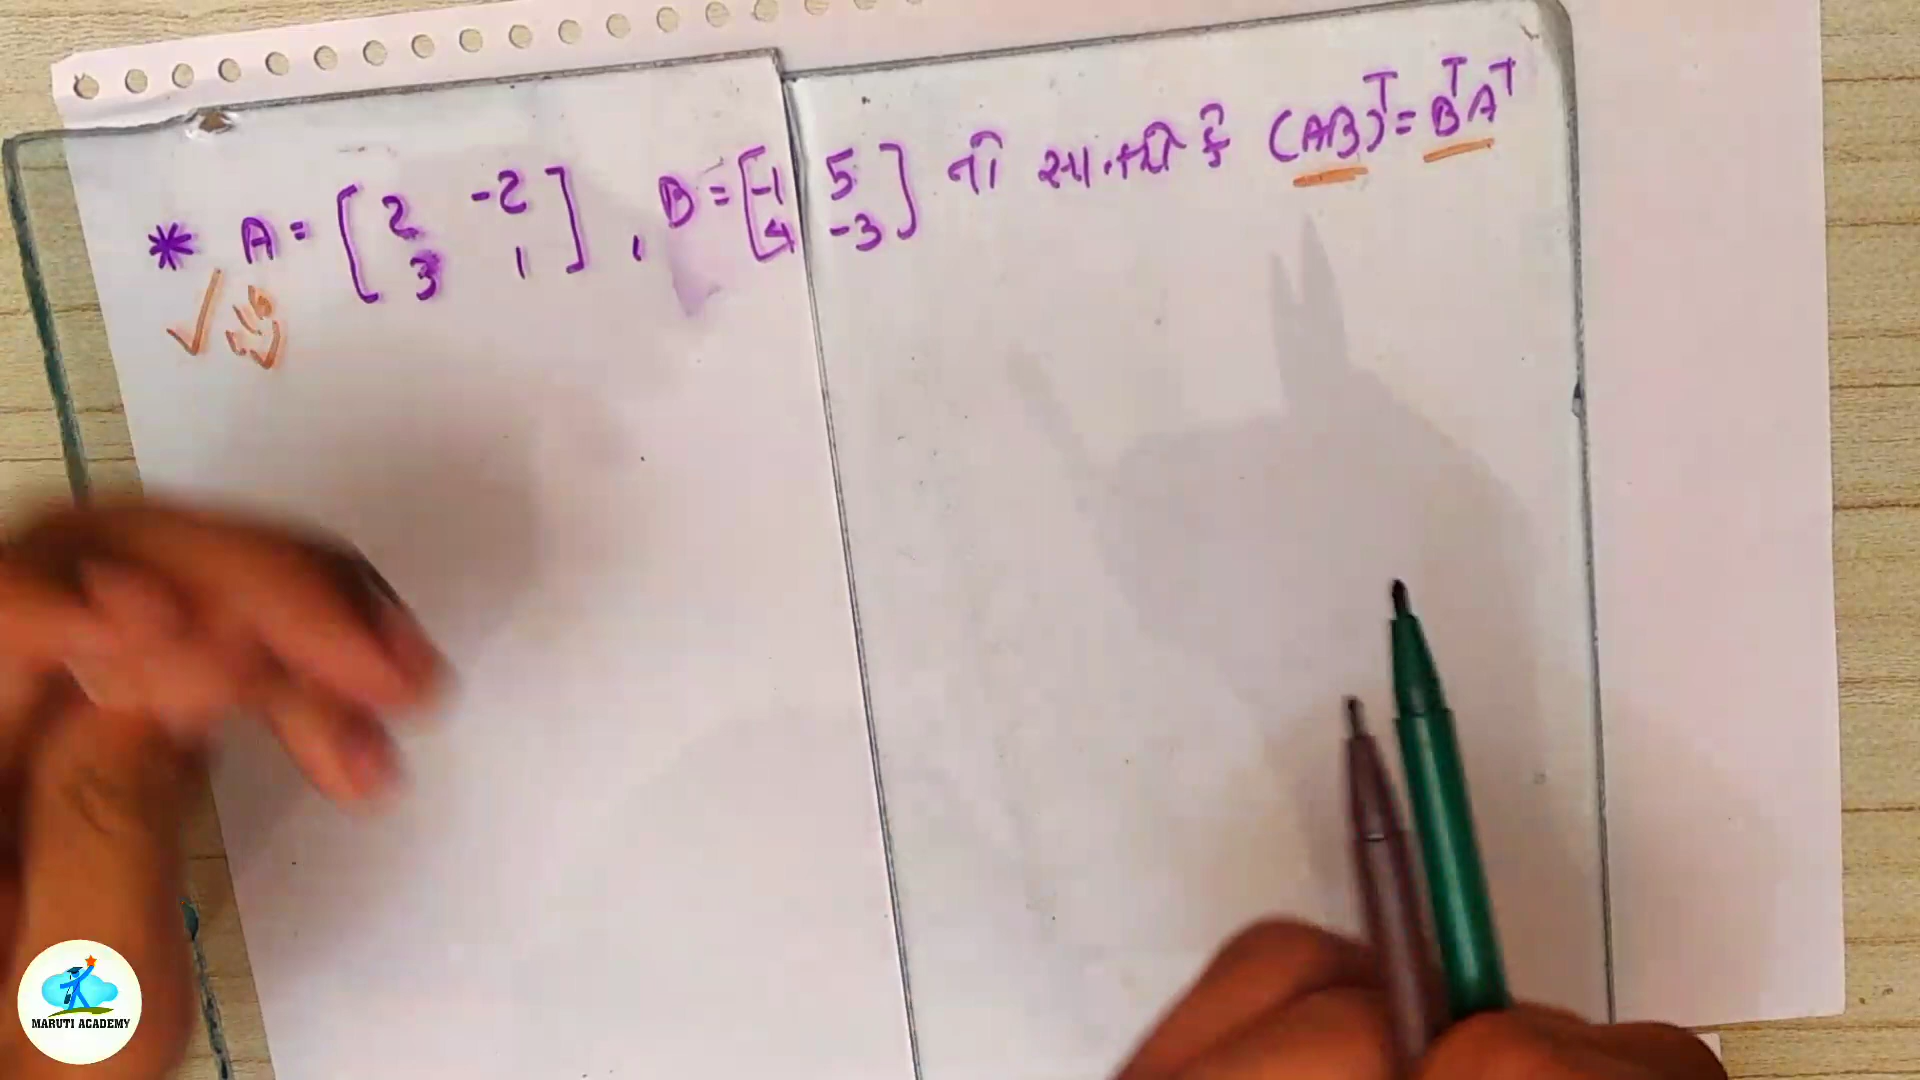 * A = [ 2 -2 ] , B = [ -1 5 ] તો સાબિત કરો કે (AB)ᵀ = BᵀAᵀ
[ 3 1 ] [ 4 -3 ]
MARUTI ACADEMY